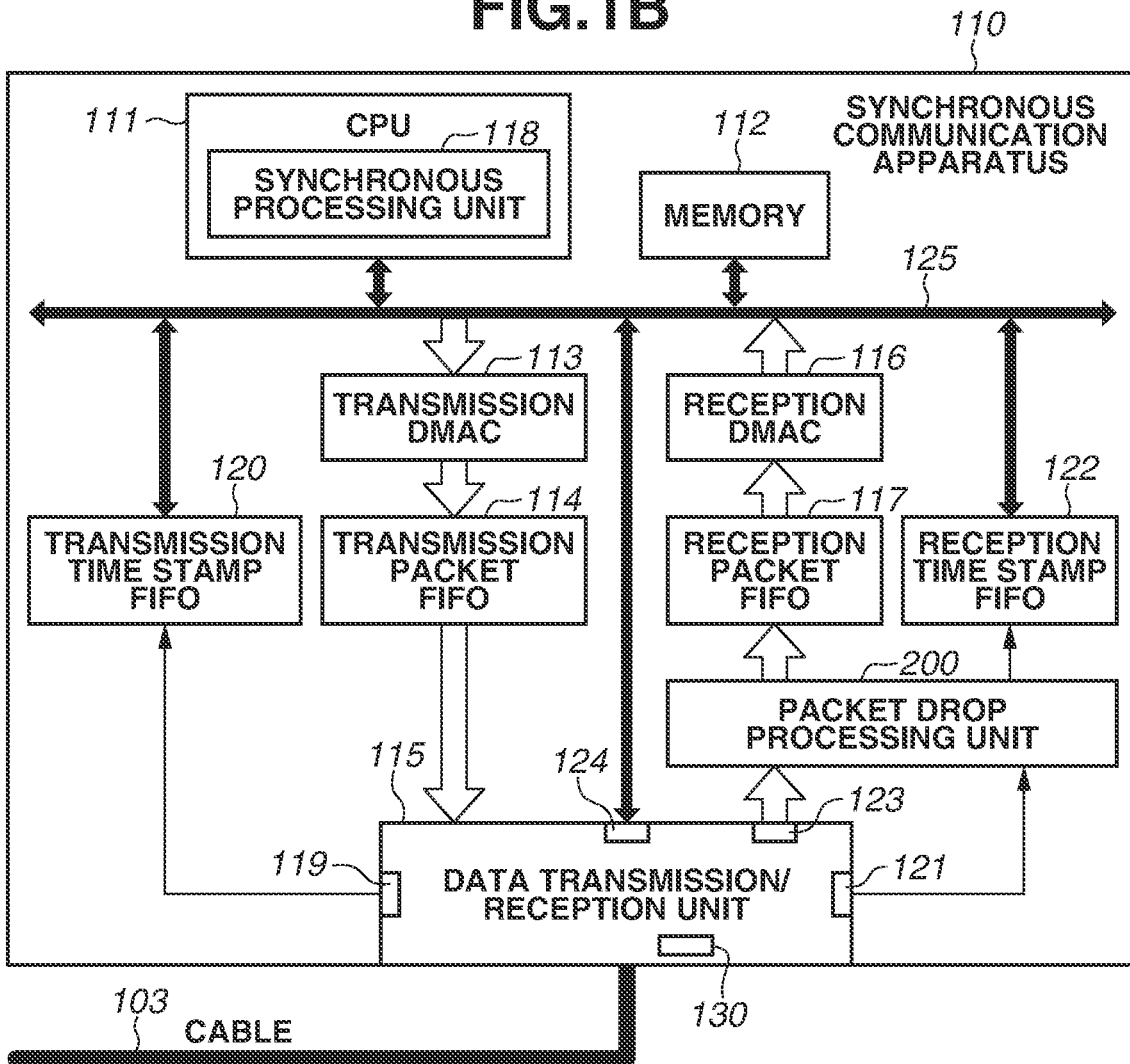 FIG.1B
110
111
CPU
118
SYNCHRONOUS
PROCESSING UNIT
112
MEMORY
SYNCHRONOUS
COMMUNICATION
APPARATUS
125
113
TRANSMISSION
DMAC
116
RECEPTION
DMAC
120
TRANSMISSION
TIME STAMP
FIFO
114
TRANSMISSION
PACKET
FIFO
117
RECEPTION
PACKET
FIFO
122
RECEPTION
TIME STAMP
FIFO
200
PACKET DROP
PROCESSING UNIT
115
124
123
119
DATA TRANSMISSION/
RECEPTION UNIT
121
130
103
CABLE